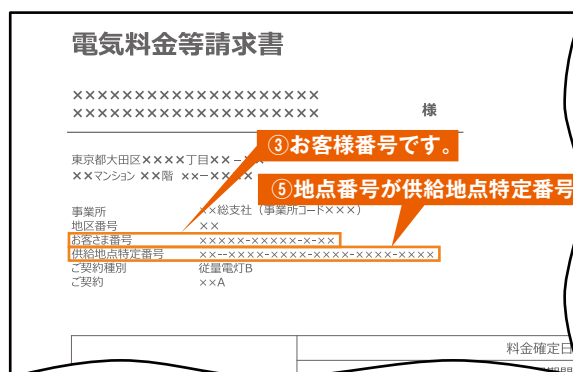 電気料金等請求書
××××××××××××××××××××
××××××××××××××××××××　様
③お客様番号です。
東京都大田区××××丁目××－
××マンション ××階 ××－××
⑤地点番号が供給地点特定番号
事業所　××総支社（事業所コード×××）
地区番号　××
お客さま番号　×××××-×××××-×-××
供給地点特定番号　××--××××-××××-××××-××××-××××
ご契約種別　従量電灯B
ご契約　××A
料金確定日